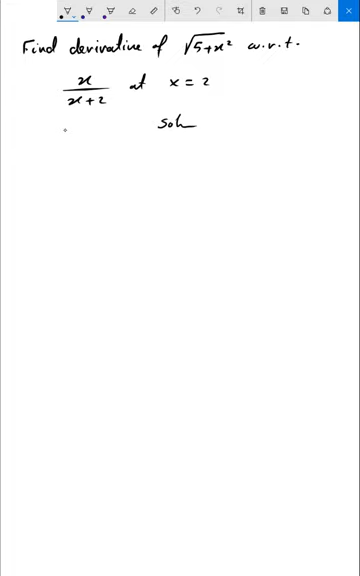 Find derivative of √5+x² w.r.t.
x/x+2 at x = 2
soln